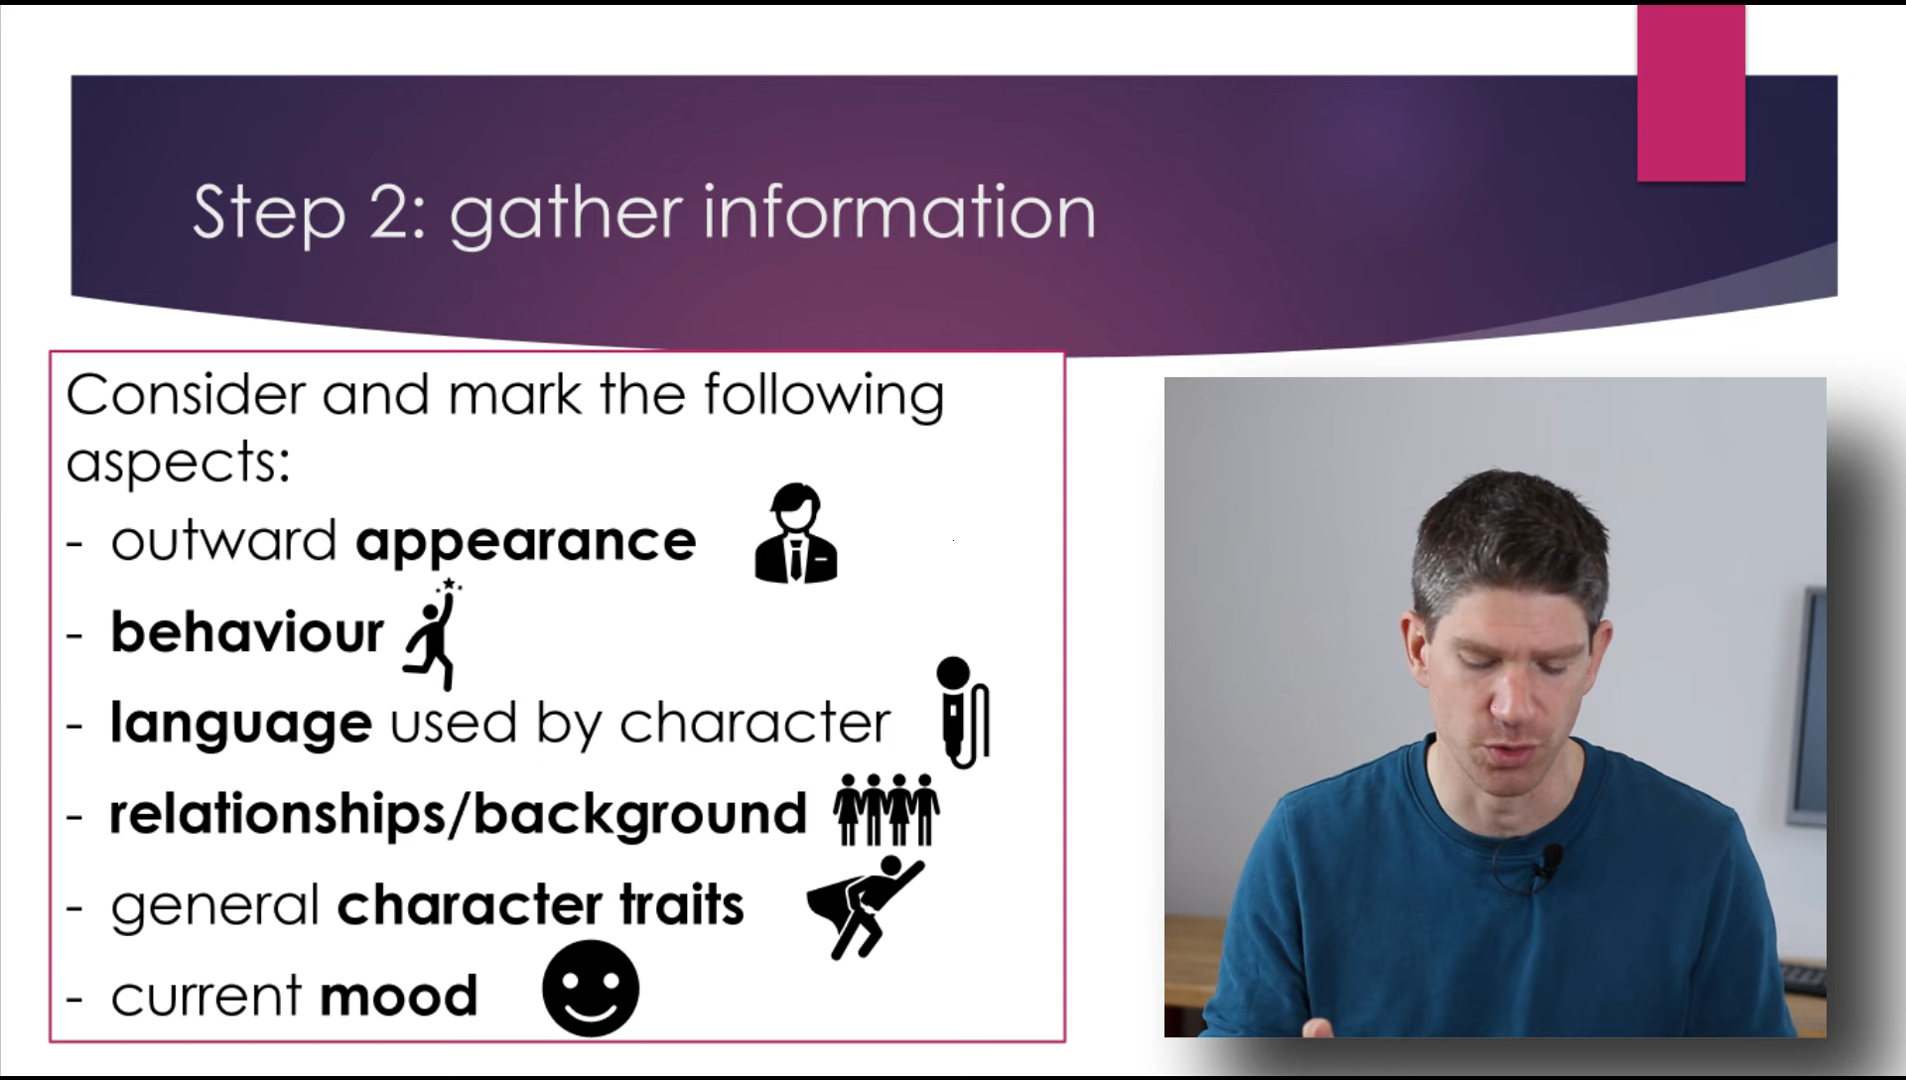 Step 2: gather information
Consider and mark the following
aspects:
- outward appearance
- behaviour
- language used by character
- relationships/background
- general character traits
- current mood